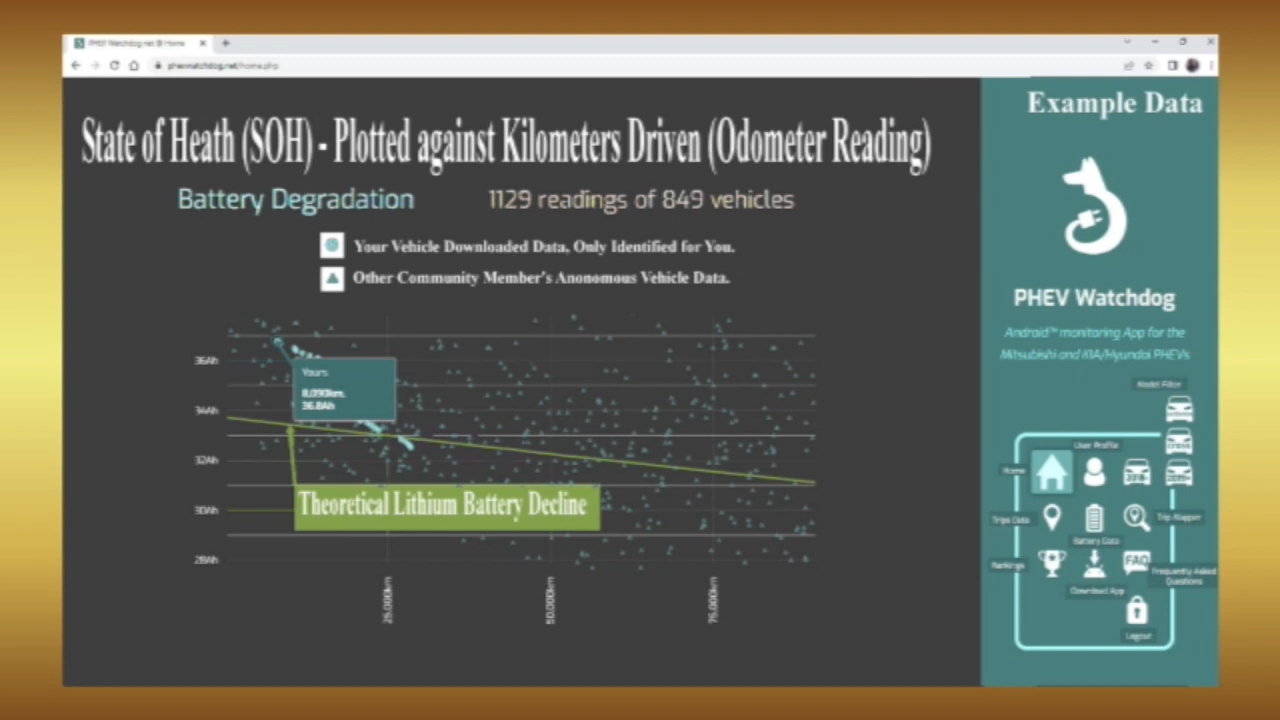 PHEV Watchdog.net @ Home
phevwatchdog.net/home.php
Example Data
State of Heath (SOH) - Plotted against Kilometers Driven (Odometer Reading)
Battery Degradation 1129 readings of 849 vehicles
Your Vehicle Downloaded Data, Only Identified for You.
Other Community Member's Anonomous Vehicle Data.
36Ah
34Ah
32Ah
30Ah
28Ah
Yours
8,090km,
36.8Ah
Theoretical Lithium Battery Decline
25,000km
50,000km
75,000km
PHEV Watchdog
Android™ monitoring App for the
Mitsubishi and KIA/Hyundai PHEVs
Model Filter
User Profile
Home
Trips Data
Trip Mapper
Battery Data
Rankings
FAQ
Frequently Asked
Questions
Download App
Logout